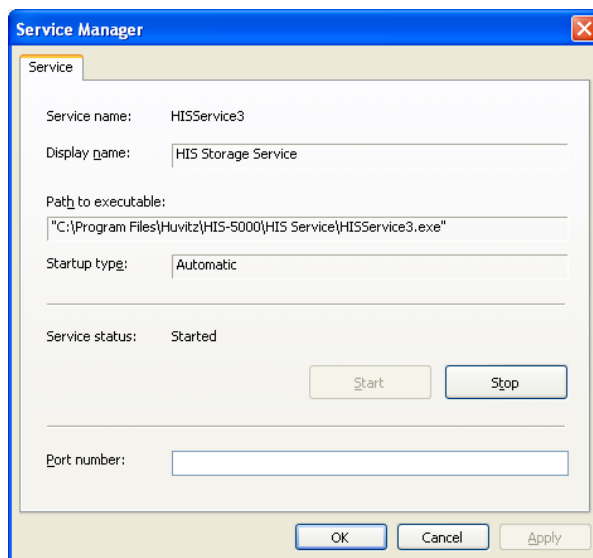 Service Manager
Service
Service name: HISService3
Display name: HIS Storage Service
Path to executable:
"C:\Program Files\Huvitz\HIS-5000\HIS Service\HISService3.exe"
Startup type: Automatic
Service status: Started
Start Stop
Port number:
OK Cancel Apply